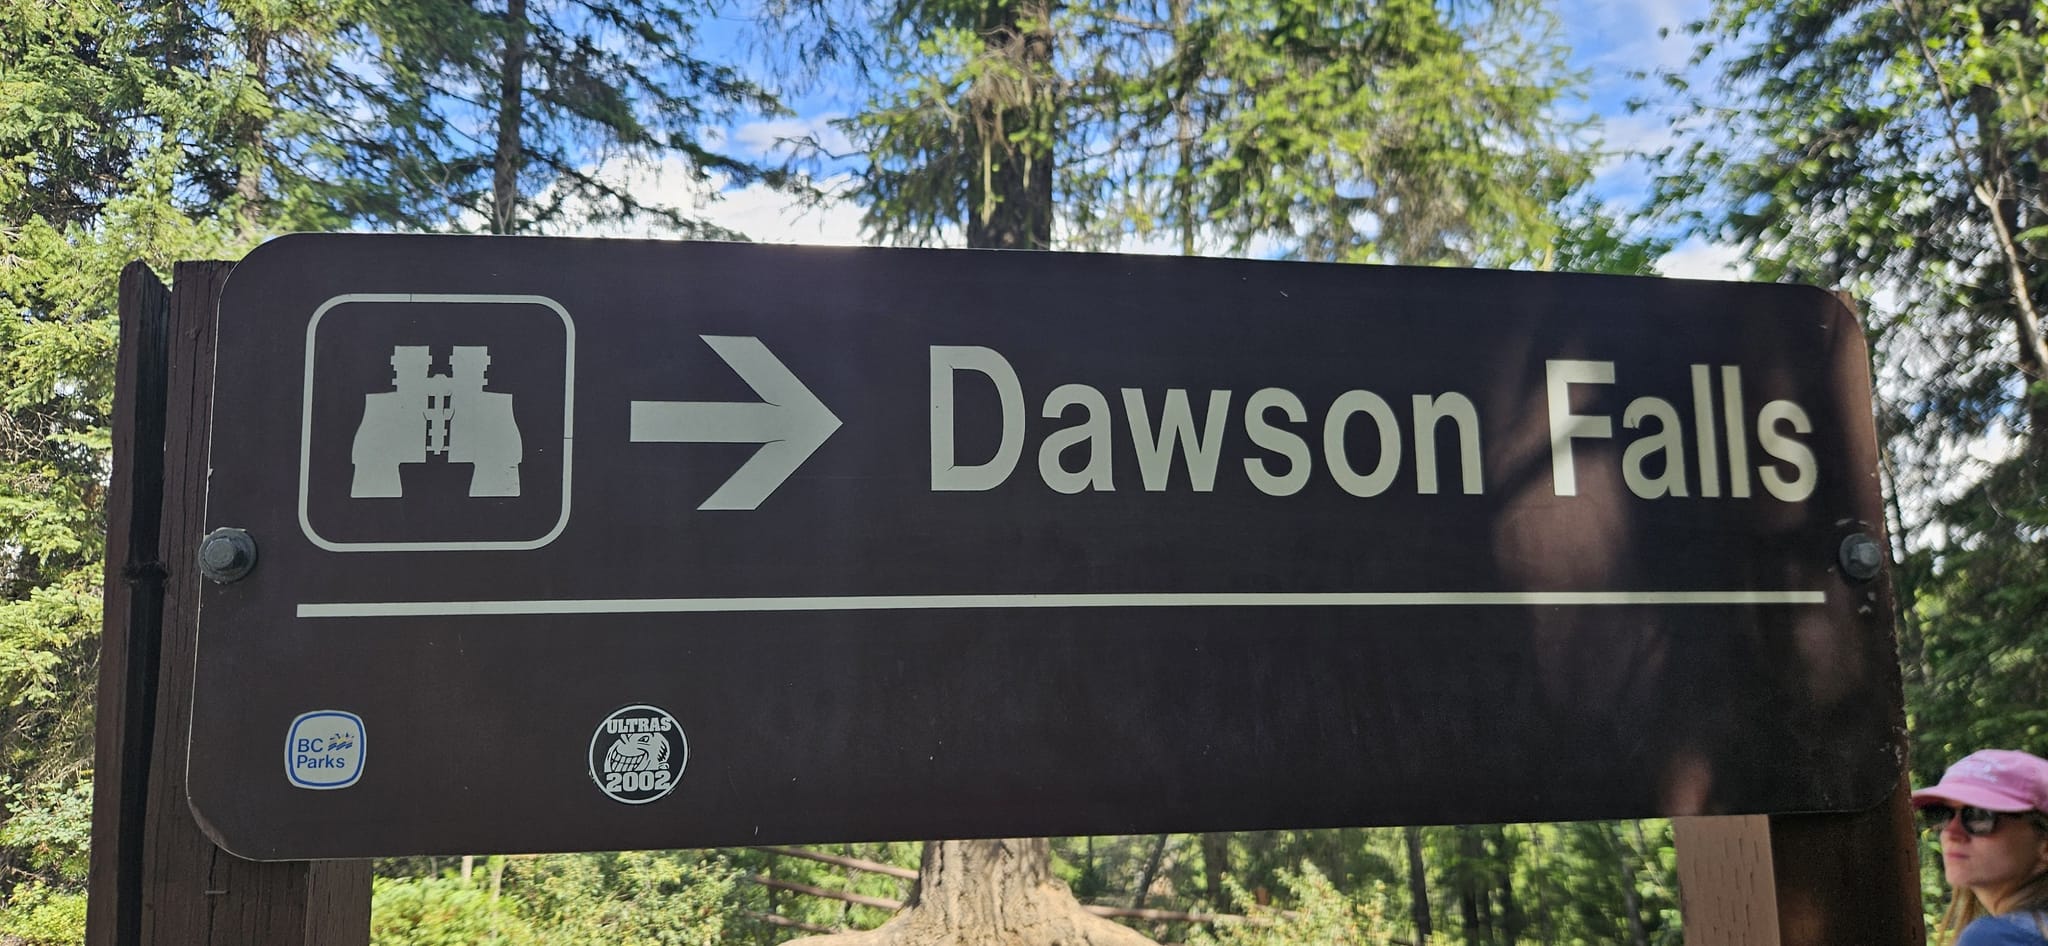 Dawson Falls
BC
Parks
ULTRAS
2002